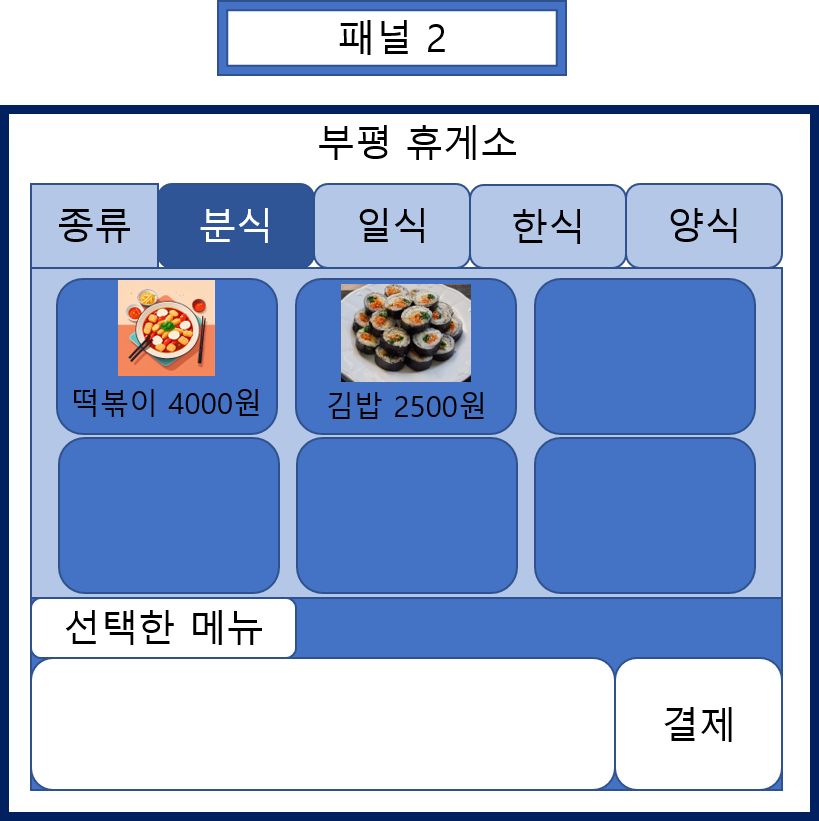 패널 2
부평 휴게소
종류 분식 일식 한식 양식
떡볶이 4000원 김밥 2500원
선택한 메뉴
결제